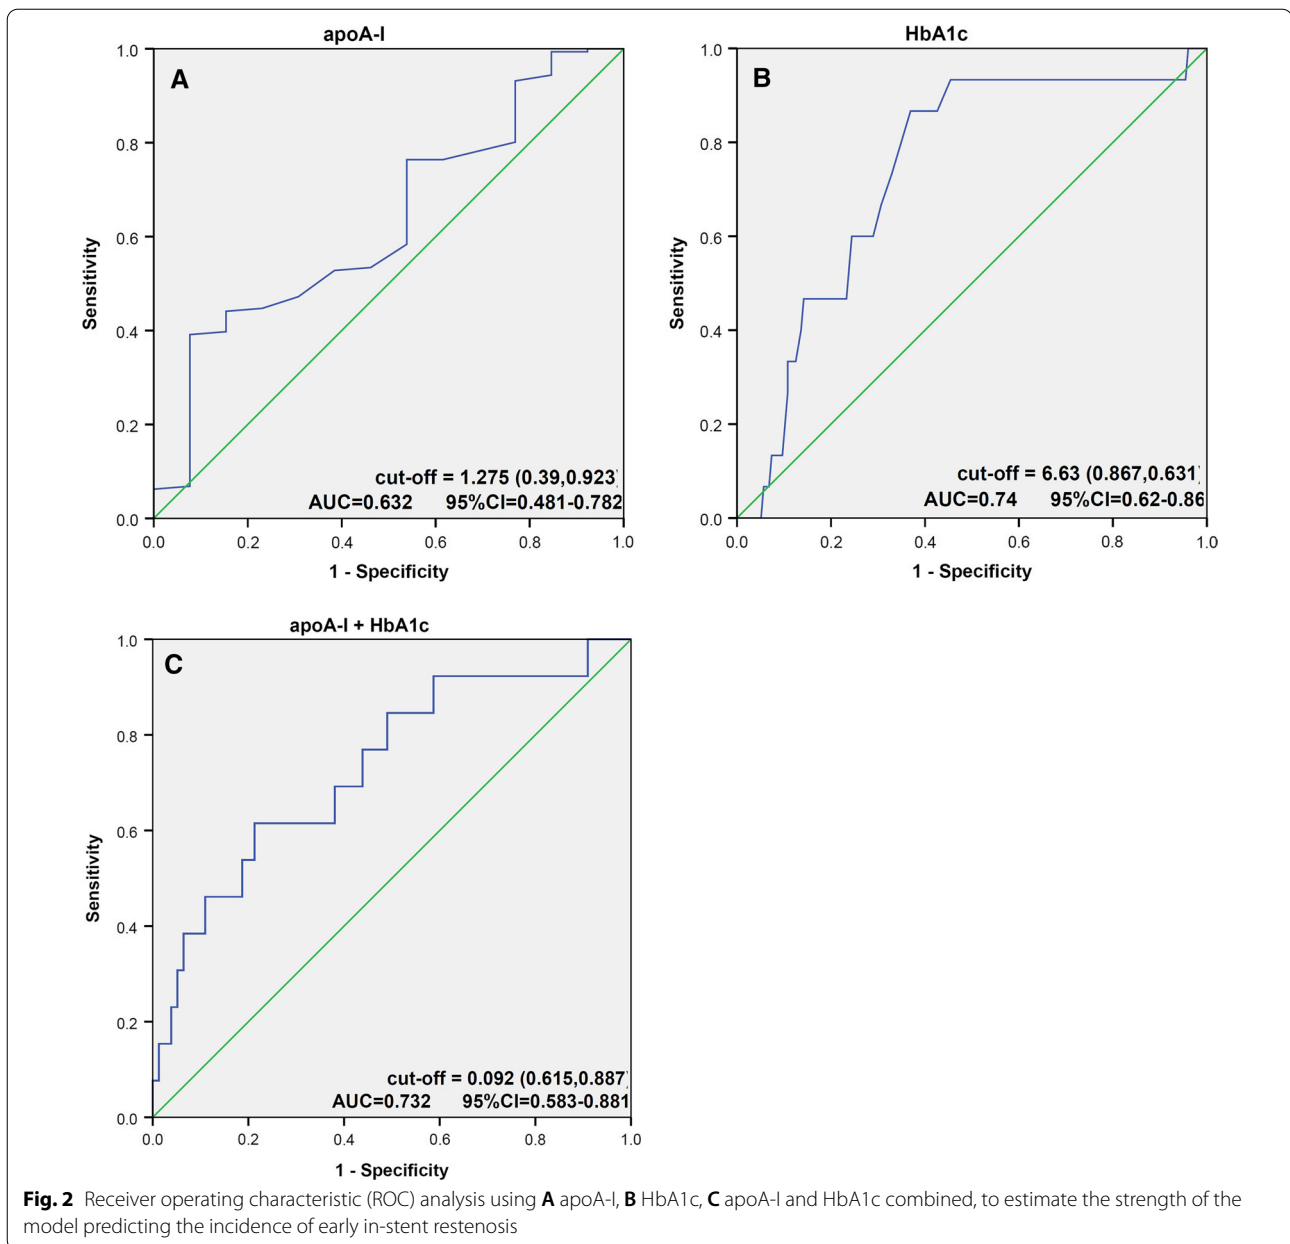 apoA-I
A
1.0
0.8
0.6
0.4
0.2
0.0
Sensitivity
cut-off = 1.275 (0.39,0.923)
AUC=0.632 95%CI=0.481-0.782
0.0 0.2 0.4 0.6 0.8 1.0
1 - Specificity
HbA1c
B
1.0
0.8
0.6
0.4
0.2
0.0
Sensitivity
cut-off = 6.63 (0.867,0.631)
AUC=0.74 95%CI=0.62-0.86
0.0 0.2 0.4 0.6 0.8 1.0
1 - Specificity
apoA-I + HbA1c
C
1.0
0.8
0.6
0.4
0.2
0.0
Sensitivity
cut-off = 0.092 (0.615,0.887)
AUC=0.732 95%CI=0.583-0.881
0.0 0.2 0.4 0.6 0.8 1.0
1 - Specificity
Fig. 2 Receiver operating characteristic (ROC) analysis using A apoA-I, B HbA1c, C apoA-I and HbA1c combined, to estimate the strength of the
model predicting the incidence of early in-stent restenosis